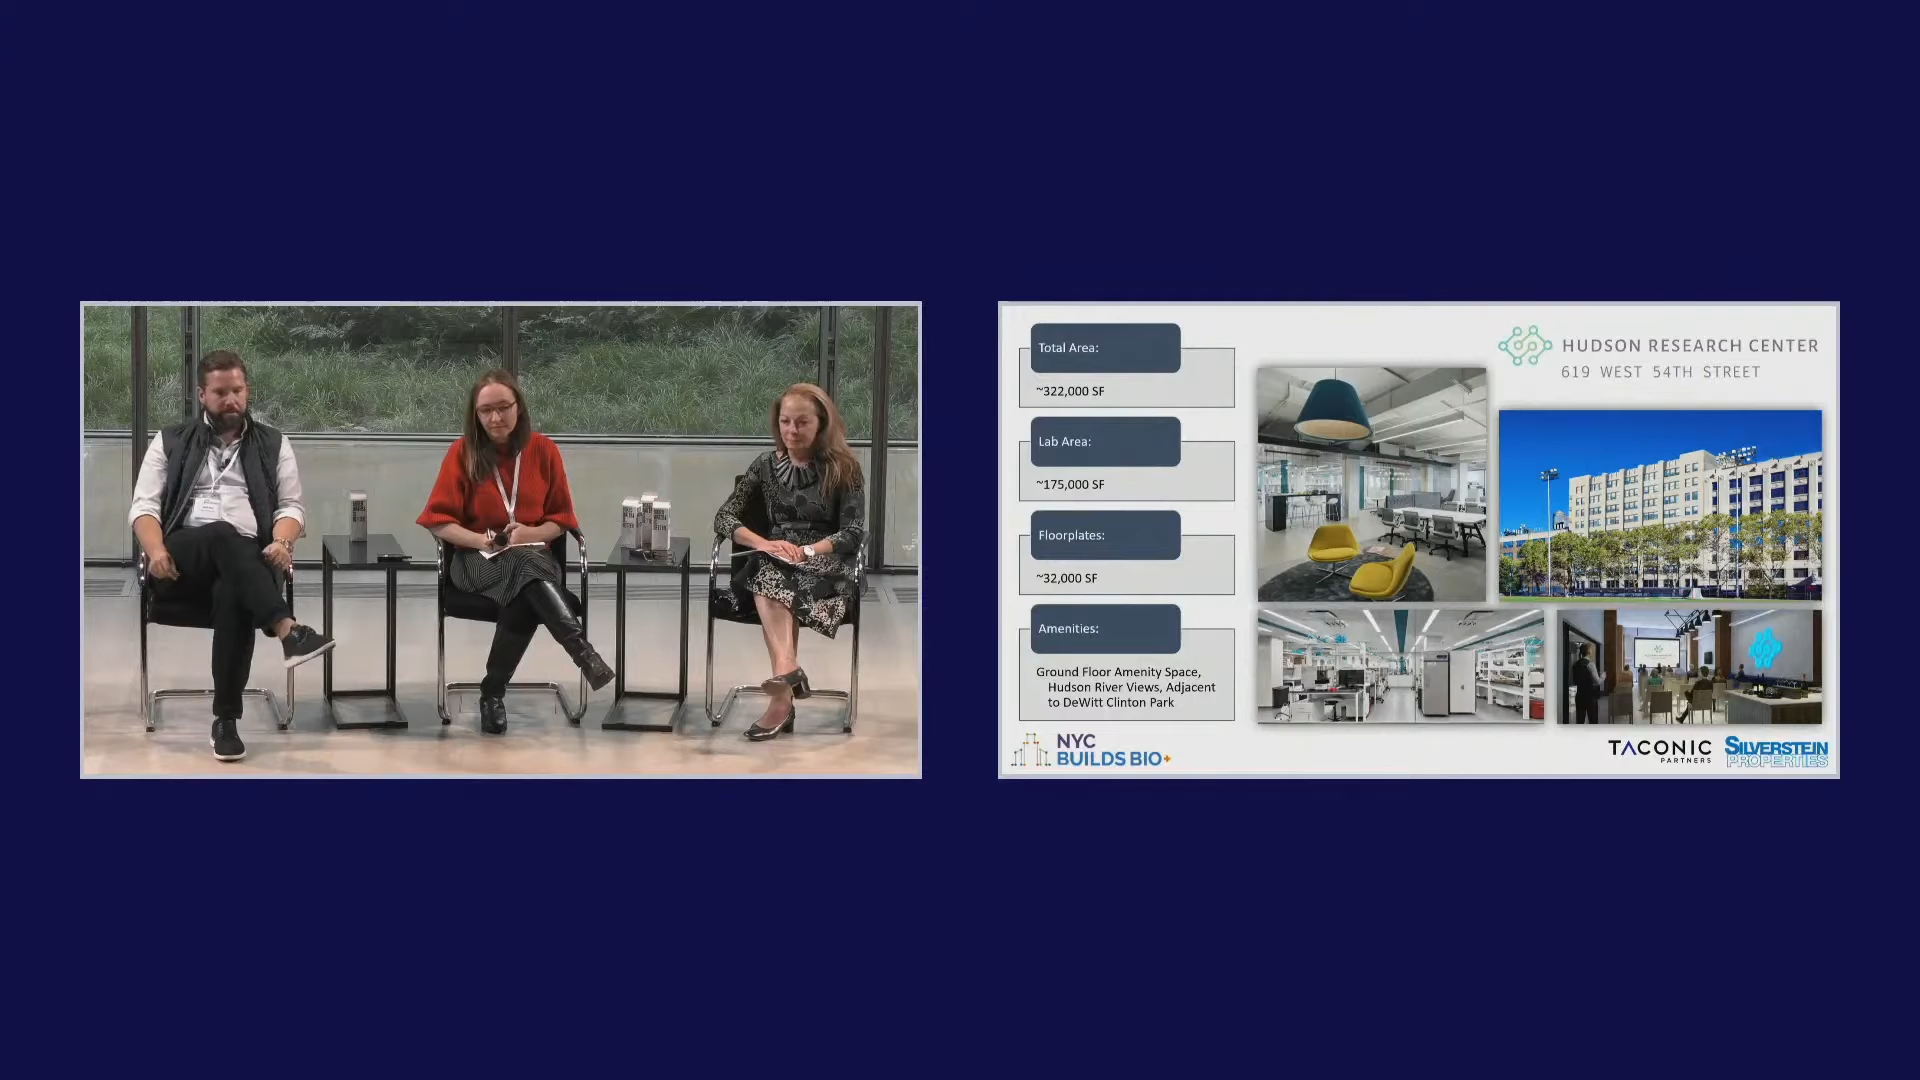 Total Area:
~322,000 SF
Lab Area:
~175,000 SF
Floorplates:
~32,000 SF
Amenities:
Ground Floor Amenity Space,
Hudson River Views, Adjacent
to DeWitt Clinton Park
HUDSON RESEARCH CENTER
619 WEST 54TH STREET
NYC
BUILDS BIO+
TACONIC
PARTNERS
SILVERSTEIN
PROPERTIES